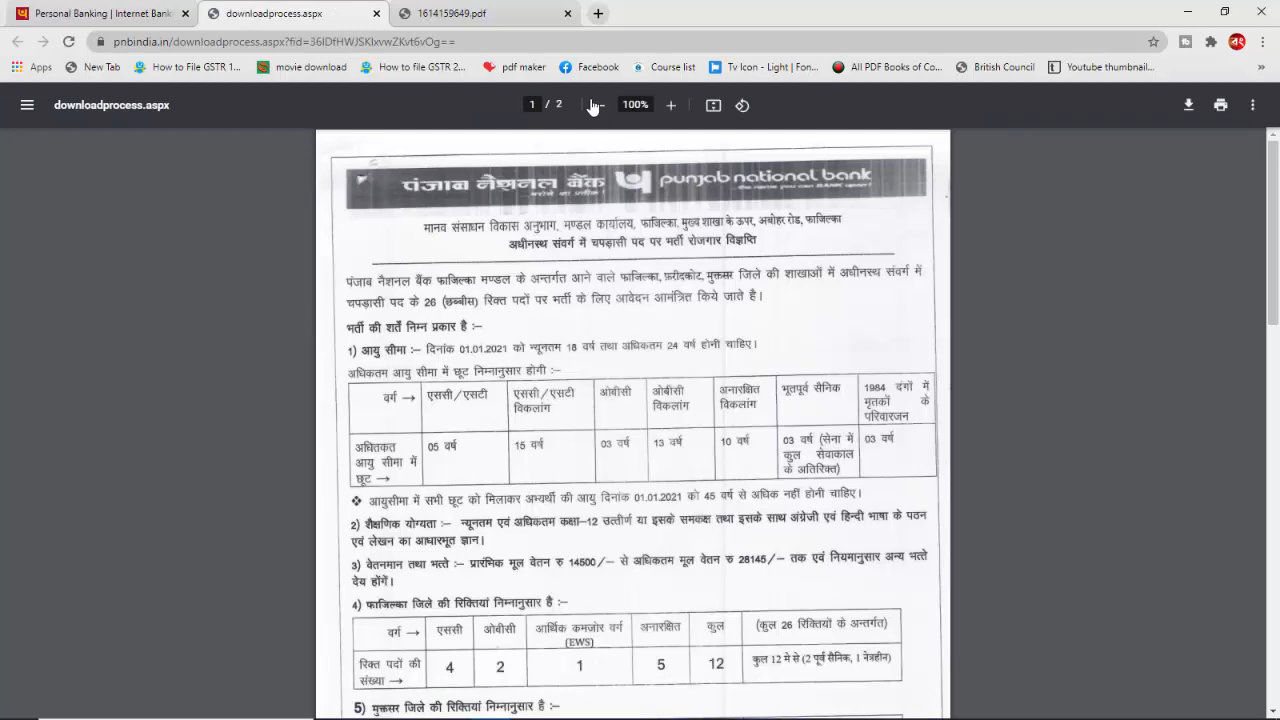 Personal Banking | Internet Bank
downloadprocess.aspx
1614159649.pdf
pnbindia.in/downloadprocess.aspx?fid=36IDfHWJSKlxvwZKvt6vOg==
Apps
New Tab
How to File GSTR 1...
movie download
How to file GSTR 2...
pdf maker
Facebook
Course list
Tv Icon - Light | Fon...
All PDF Books of Co...
British Council
Youtube thumbnail...
downloadprocess.aspx
1 / 2
100%
पंजाब नैशनल बैंक punjab national bank
भरोसे का प्रतीक! ...the name you can BANK upon!
मानव संसाधन विकास अनुभाग, मण्डल कार्यालय, फाजिल्का, मुख्य शाखा के ऊपर, अबोहर रोड, फाजिल्का
अधीनस्थ संवर्ग में चपड़ासी पद पर भर्ती रोजगार विज्ञप्ति
पंजाब नैशनल बैंक फाजिल्का मण्डल के अन्तर्गत आने वाले फाजिल्का, फ़रीदकोट, मुक्तसर जिले की शाखाओं में अधीनस्थ संवर्ग में
चपड़ासी पद के 26 (छब्बीस) रिक्त पदों पर भर्ती के लिए आवेदन आमंत्रित किये जाते है।
भर्ती की शर्तें निम्न प्रकार है :–
1) आयु सीमा :– दिनांक 01.01.2021 को न्यूनतम 18 वर्ष तथा अधिकतम 24 वर्ष होनी चाहिए।
अधिकतम आयु सीमा में छूट निम्नानुसार होगी :–
वर्ग →
एससी/एसटी
एससी/एसटी
विकलांग
ओबीसी
ओबीसी
विकलांग
अनारक्षित
विकलांग
भूतपूर्व सैनिक
1984 दंगों में
मृतकों के
परिवारजन
अधितकत
आयु सीमा में
छूट →
05 वर्ष
15 वर्ष
03 वर्ष
13 वर्ष
10 वर्ष
03 वर्ष (सेना में
कुल सेवाकाल
के अतिरिक्त)
03 वर्ष
❖ आयुसीमा में सभी छूट को मिलाकर अभ्यर्थी की आयु दिनांक 01.01.2021 को 45 वर्ष से अधिक नहीं होनी चाहिए।
2) शैक्षणिक योग्यता :– न्यूनतम एवं अधिकतम कक्षा–12 उत्तीर्ण या इसके समकक्ष तथा इसके साथ अंग्रेजी एवं हिन्दी भाषा के पठन
एवं लेखन का आधारमूत ज्ञान।
3) वेतनमान तथा भत्ते :– प्रारंभिक मूल वेतन रु 14500/– से अधिकतम मूल वेतन रु 28145/– तक एवं नियमानुसार अन्य भत्ते
देय होंगें।
4) फाजिल्का जिले की रिक्तियां निम्नानुसार है :–
वर्ग →
एससी
ओबीसी
आर्थिक कमजोर वर्ग
(EWS)
अनारक्षित
कुल
(कुल 26 रिक्तियों के अन्तर्गत)
रिक्त पदों की
संख्या →
4
2
1
5
12
कुल 12 मे से (2 पूर्व सैनिक, 1 नेत्रहीन)
5) मुक्तसर जिले की रिक्तियां निम्नानुसार है :–